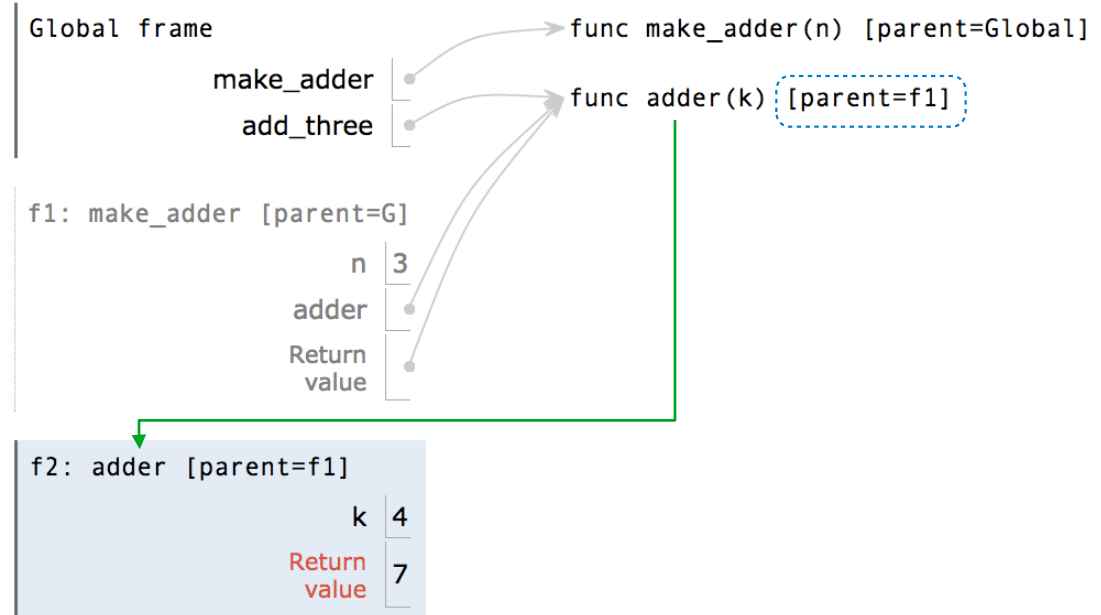 Global frame
func make_adder(n) [parent=Global]
make_adder
func adder(k) [parent=f1]
add_three
f1: make_adder [parent=G]
n 3
adder
Return
value
f2: adder [parent=f1]
k 4
Return
value 7